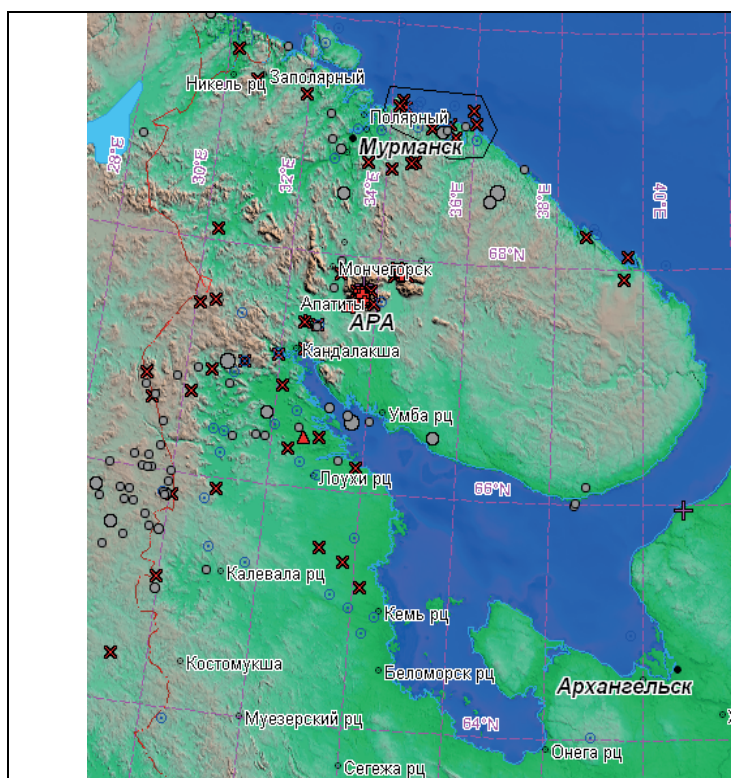 Заполярный
Никель рц
Полярный
Мурманск
28°E
30°E
32°E
34°E
36°E
38°E
40°E
68°N
Мончегорск
Апатиты
APA
Кандалакша
Умба рц
Лоухи рц
66°N
Калевала рц
Кемь рц
Костомукша
Беломорск рц
Архангельск
Муезерский рц
64°N
Онега рц
Сегежа рц